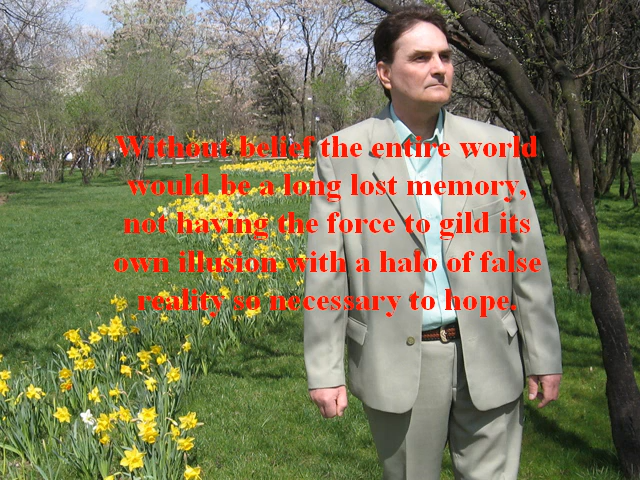 Without belief the entire world
would be a long lost memory,
not having the force to gild its
own illusion with a halo of false
reality so necessary to hope.